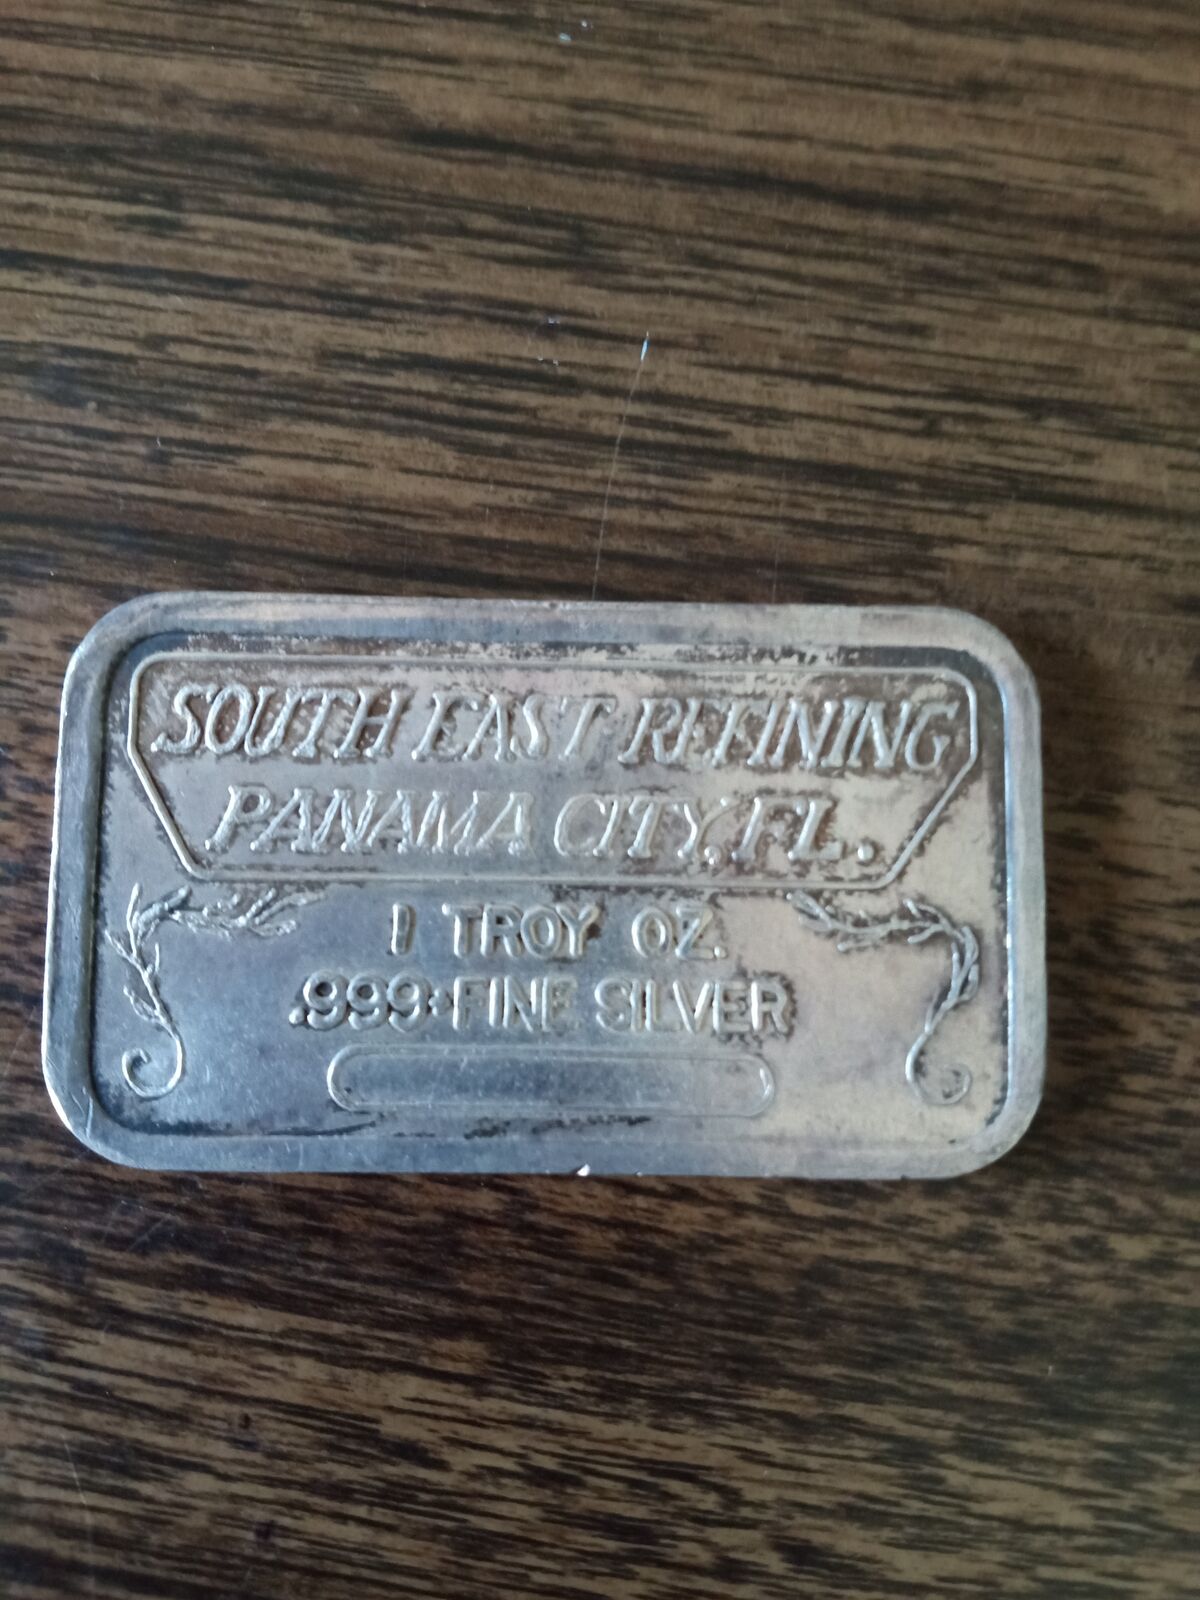 SOUTH EAST REFINING
PANAMA CITY, FL.
1 TROY OZ.
.999+FINE SILVER